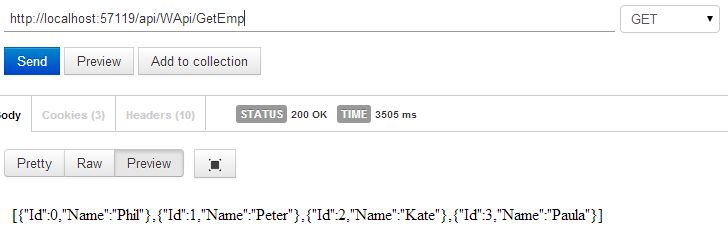 http://localhost:57119/api/WApi/GetEmp GET
Send Preview Add to collection
ody Cookies (3) Headers (10) STATUS 200 OK TIME 3505 ms
Pretty Raw Preview
[{"Id":0,"Name":"Phil"},{"Id":1,"Name":"Peter"},{"Id":2,"Name":"Kate"},{"Id":3,"Name":"Paula"}]